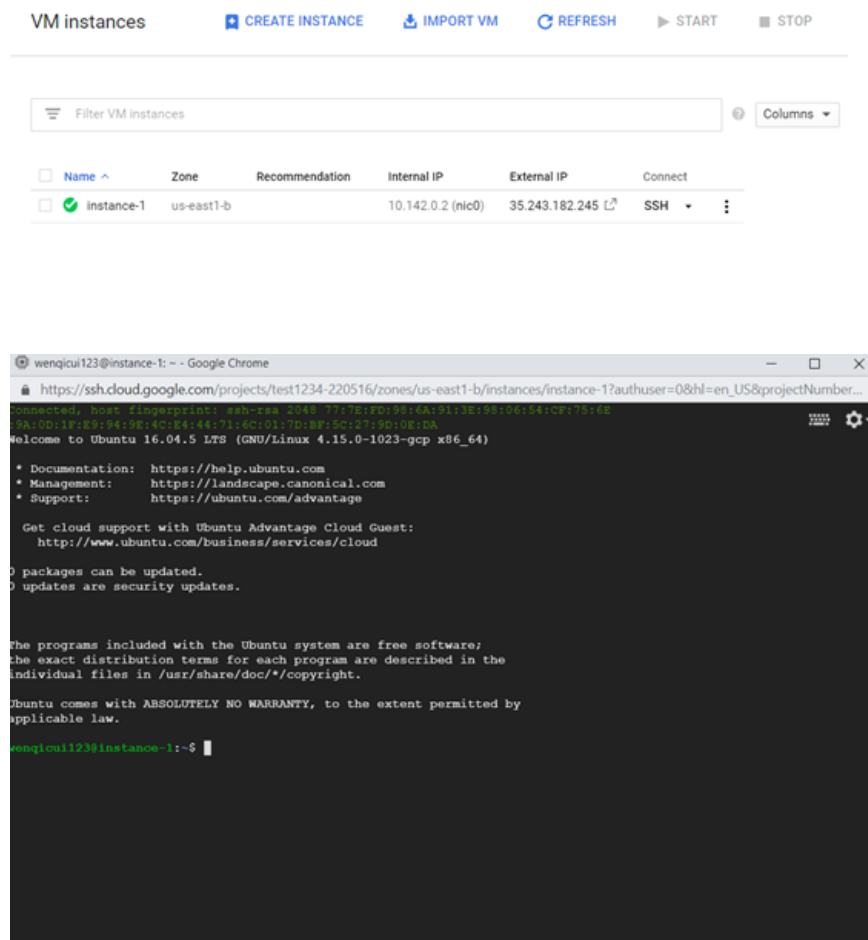 VM instances CREATE INSTANCE IMPORT VM REFRESH START STOP
Filter VM instances Columns
Name Zone Recommendation Internal IP External IP Connect
instance-1 us-east1-b 10.142.0.2 (nic0) 35.243.182.245 SSH
wenqicui123@instance-1: ~ - Google Chrome
https://ssh.cloud.google.com/projects/test1234-220516/zones/us-east1-b/instances/instance-1?authuser=0&hl=en_US&projectNumber...
Connected, host fingerprint: ssh-rsa 2048 77:7E:FD:98:6A:91:3E:98:06:54:CF:75:6E
:9A:0D:1F:E9:94:9E:4C:E4:44:71:6C:01:7D:BF:5C:27:9D:0E:DA
Welcome to Ubuntu 16.04.5 LTS (GNU/Linux 4.15.0-1023-gcp x86_64)
* Documentation: https://help.ubuntu.com
* Management: https://landscape.canonical.com
* Support: https://ubuntu.com/advantage
Get cloud support with Ubuntu Advantage Cloud Guest:
http://www.ubuntu.com/business/services/cloud
0 packages can be updated.
0 updates are security updates.
The programs included with the Ubuntu system are free software;
the exact distribution terms for each program are described in the
individual files in /usr/share/doc/*/copyright.
Ubuntu comes with ABSOLUTELY NO WARRANTY, to the extent permitted by
applicable law.
wenqicui123@instance-1:~$